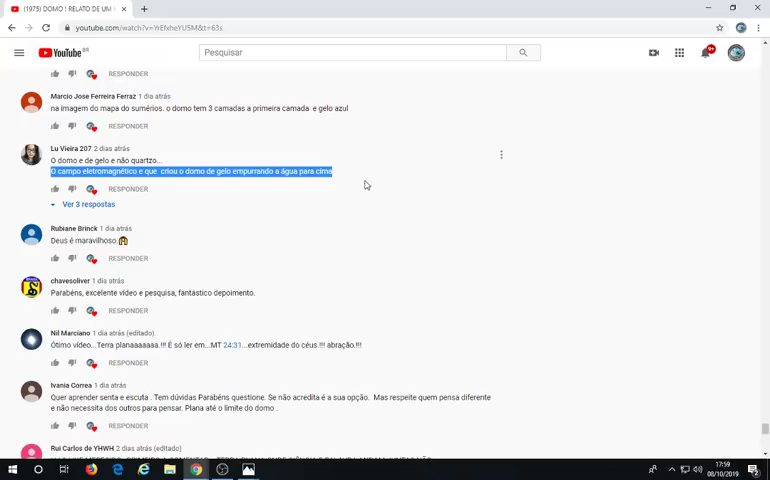 (1975) DOMO ! RELATO DE UM
youtube.com/watch?v=YrEfxheYU5M&t=63s
YouTube BR
Pesquisar
9+
RESPONDER
Marcio Jose Ferreira Ferraz 1 dia atrás
na imagem do mapa do sumérios. o domo tem 3 camadas a primeira camada e gelo azul
RESPONDER
Lu Vieira 207 2 dias atrás
O domo e de gelo e não quartzo...
O campo eletromagnético e que criou o domo de gelo empurrando a água para cima
RESPONDER
Ver 3 respostas
Rubiane Brinck 1 dia atrás
Deus é maravilhoso.
RESPONDER
chavesoliver 1 dia atrás
Parabéns, excelente vídeo e pesquisa, fantástico depoimento.
RESPONDER
Nil Marciano 1 dia atrás (editado)
Ótimo vídeo...Terra planaaaaaaa.!!! É só ler em...MT 24:31...extremidade do céus.!!! abração.!!!
RESPONDER
Ivania Correa 1 dia atrás
Quer aprender senta e escuta . Tem dúvidas Parabéns questione. Se não acredita é a sua opção. Mas respeite quem pensa diferente
e não necessita dos outros para pensar. Plana até o limite do domo .
RESPONDER
Rui Carlos de YHWH 2 dias atrás (editado)
17:59
08/10/2019
2